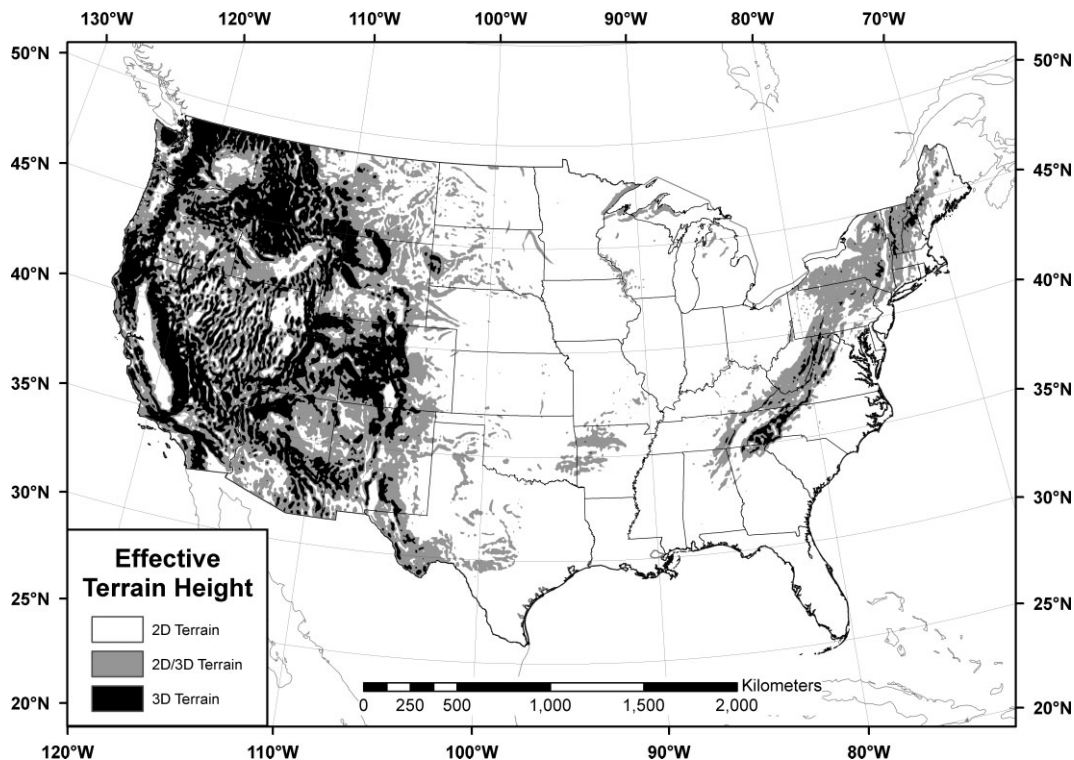 130°W 120°W 110°W 100°W 90°W 80°W 70°W
50°N 50°N
45°N 45°N
40°N 40°N
35°N 35°N
30°N 30°N
25°N 25°N
20°N 20°N
Effective
Terrain Height
2D Terrain
2D/3D Terrain
3D Terrain
Kilometers
0 250 500 1,000 1,500 2,000
120°W 110°W 100°W 90°W 80°W